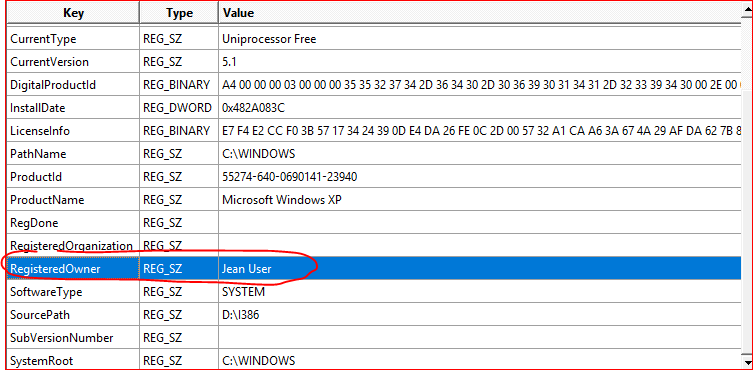 Key Type Value
CurrentType REG_SZ Uniprocessor Free
CurrentVersion REG_SZ 5.1
DigitalProductId REG_BINARY A4 00 00 00 03 00 00 00 35 35 32 37 34 2D 36 34 30 2D 30 36 39 30 31 34 31 2D 32 33 39 34 30 00 2E 00
InstallDate REG_DWORD 0x482A083C
LicenseInfo REG_BINARY E7 F4 E2 CC F0 3B 57 17 34 24 39 0D E4 DA 26 FE 0C 2D 00 57 32 A1 CA A6 3A 67 4A 29 AF DA 62 7B 8
PathName REG_SZ C:\WINDOWS
ProductId REG_SZ 55274-640-0690141-23940
ProductName REG_SZ Microsoft Windows XP
RegDone REG_SZ
RegisteredOrganization REG_SZ
RegisteredOwner REG_SZ Jean User
SoftwareType REG_SZ SYSTEM
SourcePath REG_SZ D:\I386
SubVersionNumber REG_SZ
SystemRoot REG_SZ C:\WINDOWS